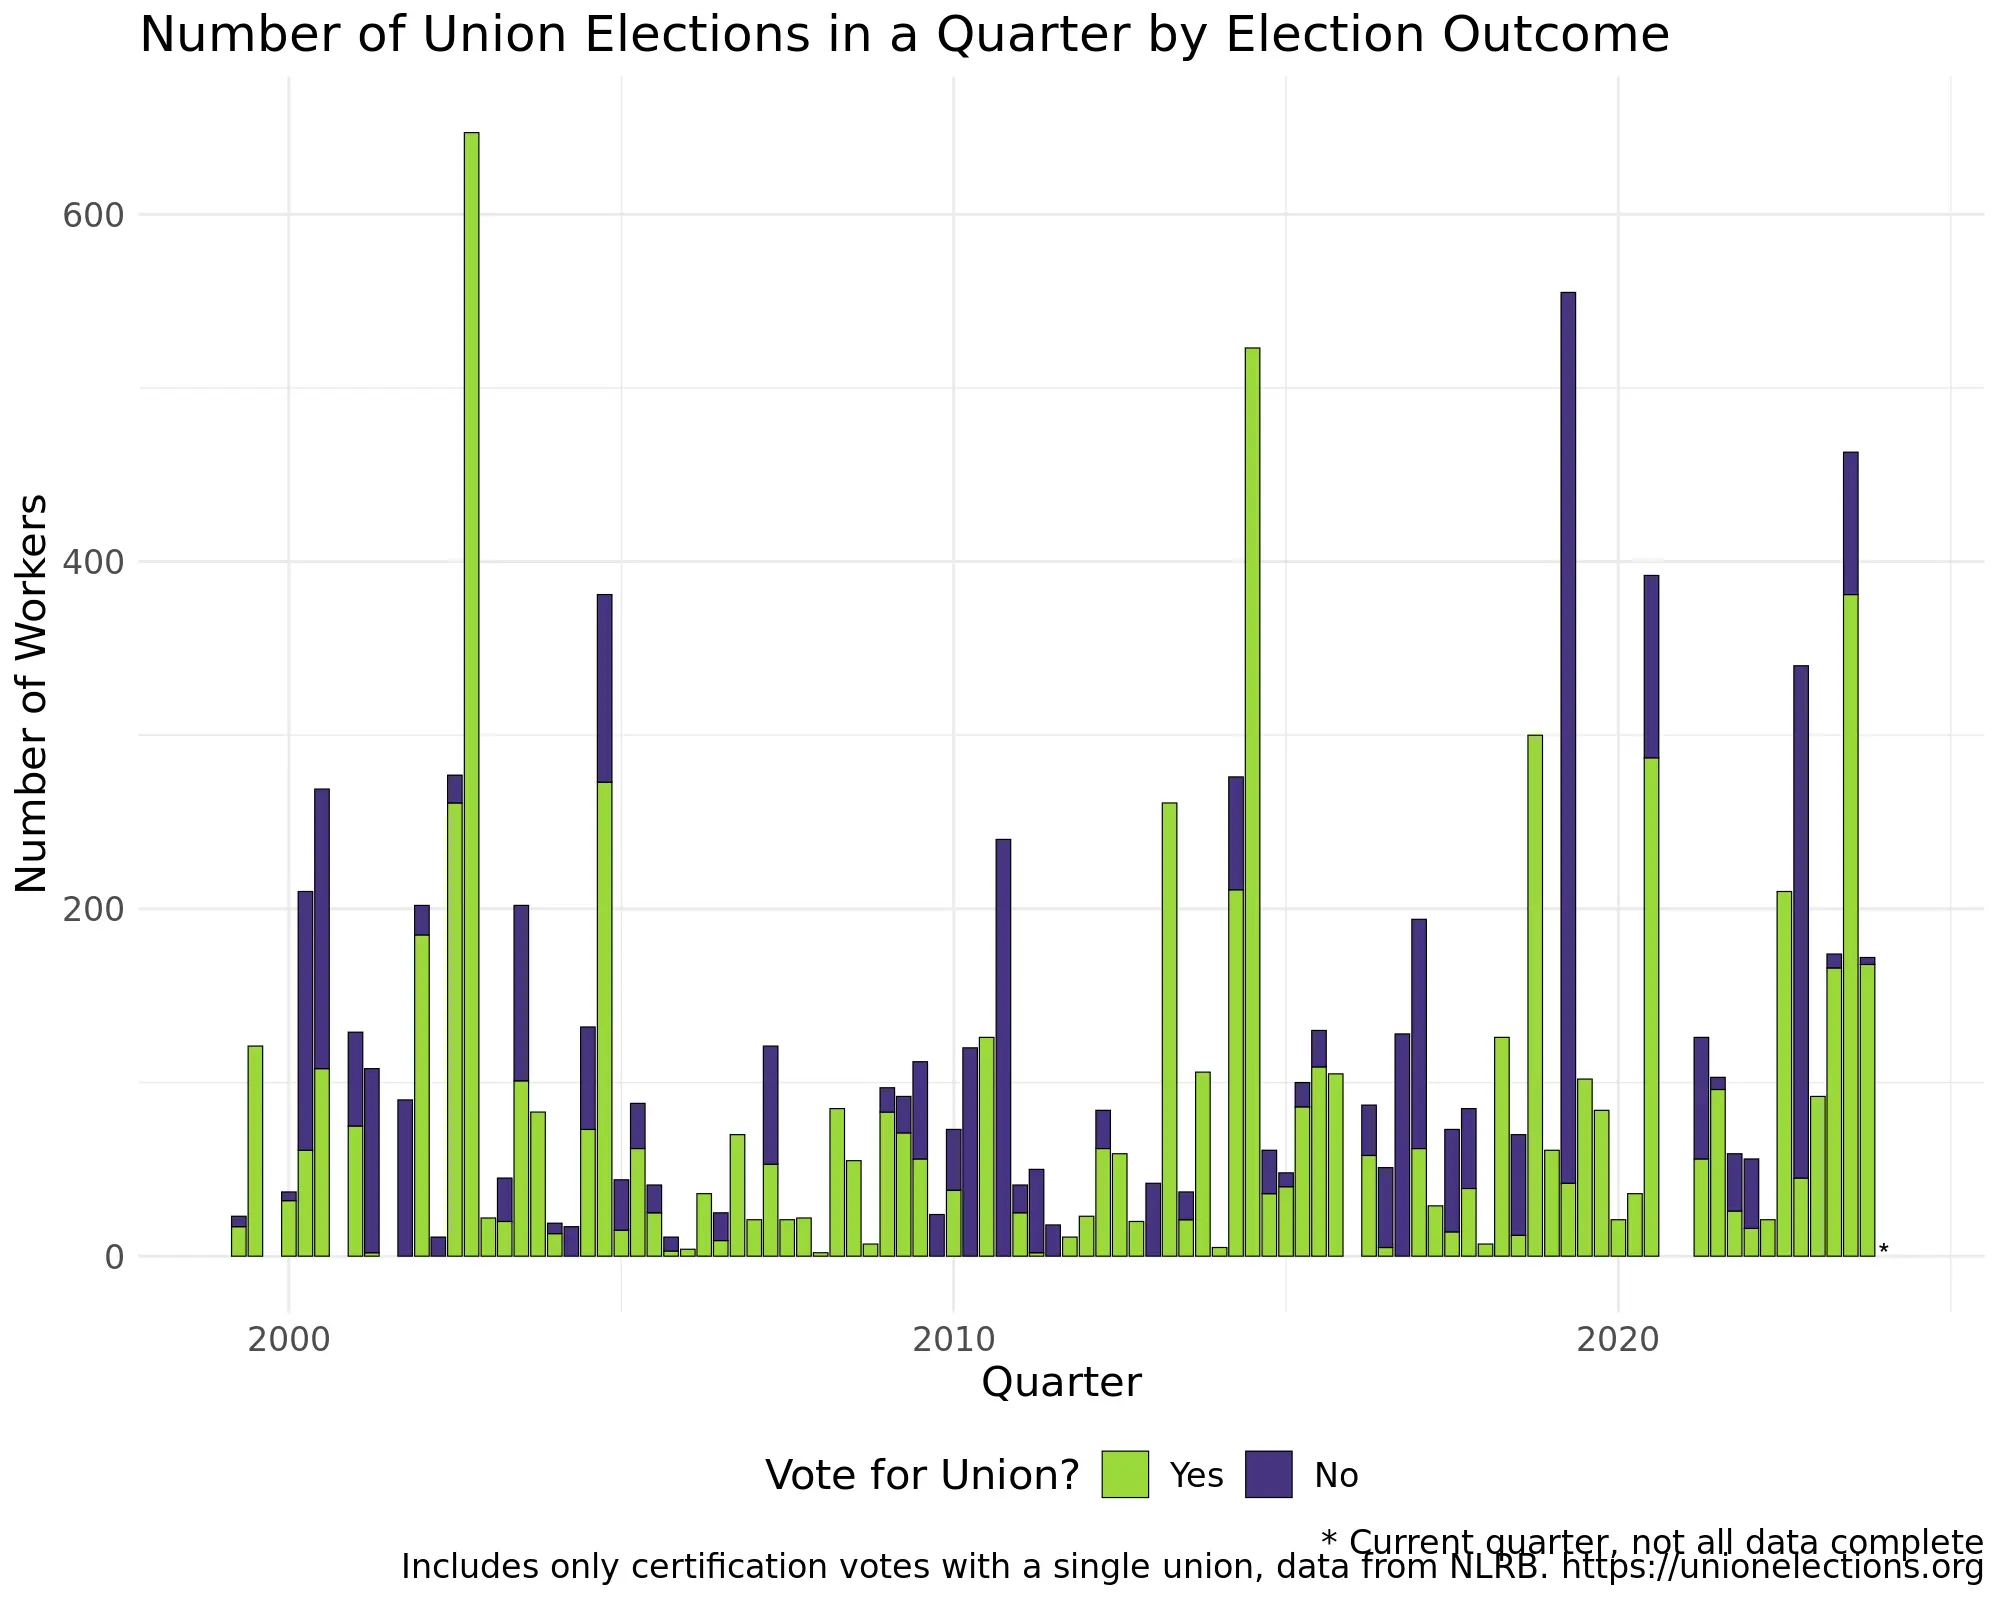 Number of Union Elections in a Quarter by Election Outcome
Number of Workers
600
400
200
0
*
2000 2010 2020
Quarter
Vote for Union? Yes No
* Current quarter, not all data complete
Includes only certification votes with a single union, data from NLRB. https://unionelections.org